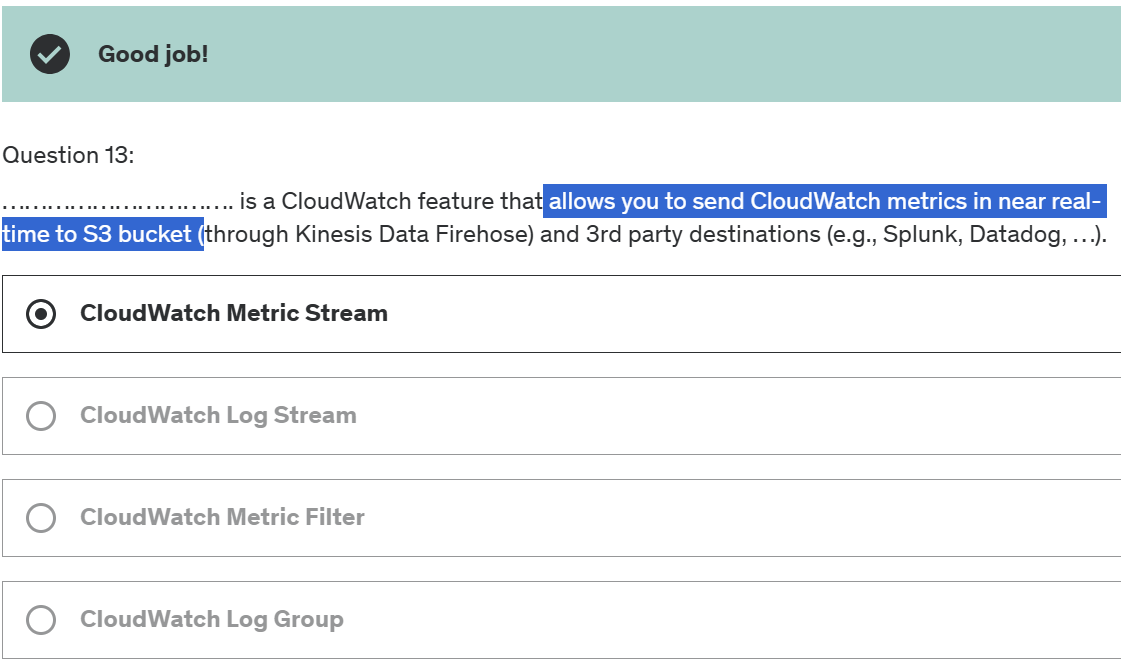 Good job!
Question 13:
…………………………. is a CloudWatch feature that allows you to send CloudWatch metrics in near real-
time to S3 bucket (through Kinesis Data Firehose) and 3rd party destinations (e.g., Splunk, Datadog, …).
CloudWatch Metric Stream
CloudWatch Log Stream
CloudWatch Metric Filter
CloudWatch Log Group